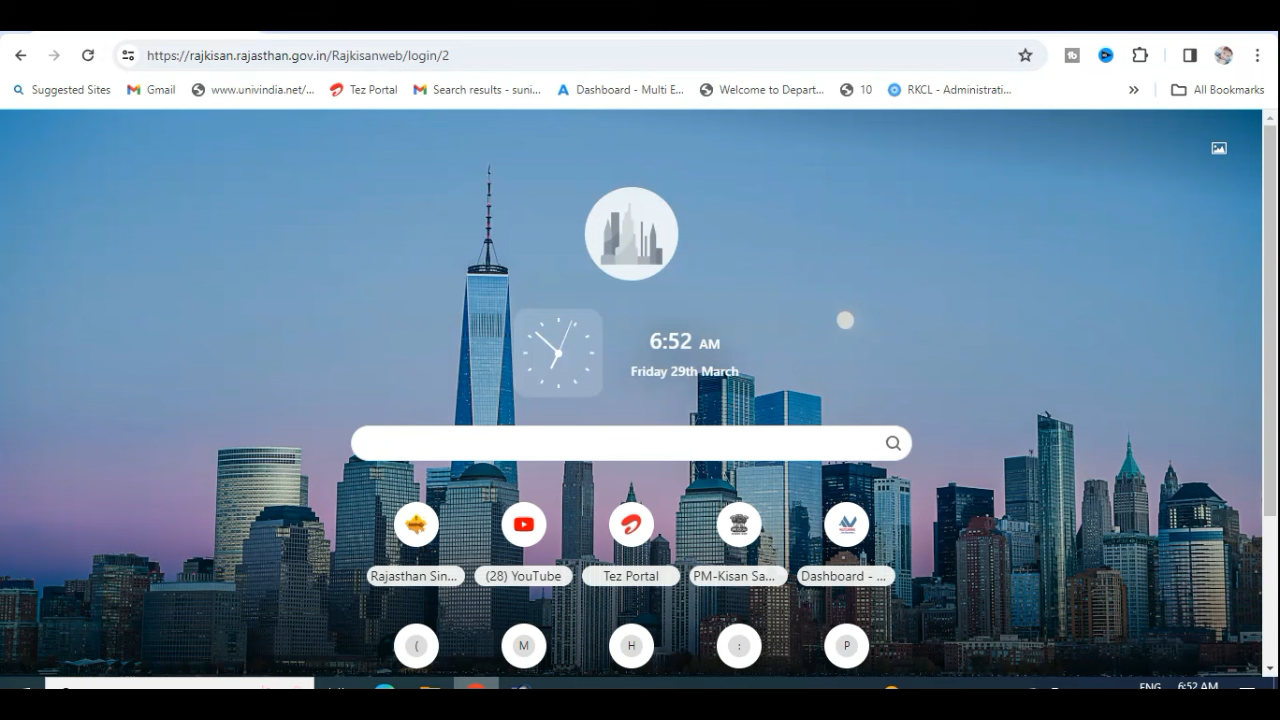 https://rajkisan.rajasthan.gov.in/Rajkisanweb/login/2
Suggested Sites Gmail www.univindia.net/... Tez Portal Search results - suni... Dashboard - Multi E... Welcome to Depart... 10 RKCL - Administrati... » All Bookmarks
6:52 AM
Friday 29th March
Rajasthan Sin... (28) YouTube Tez Portal PM-Kisan Sa... Dashboard - ...
( M H : P
ENG 6:52 AM